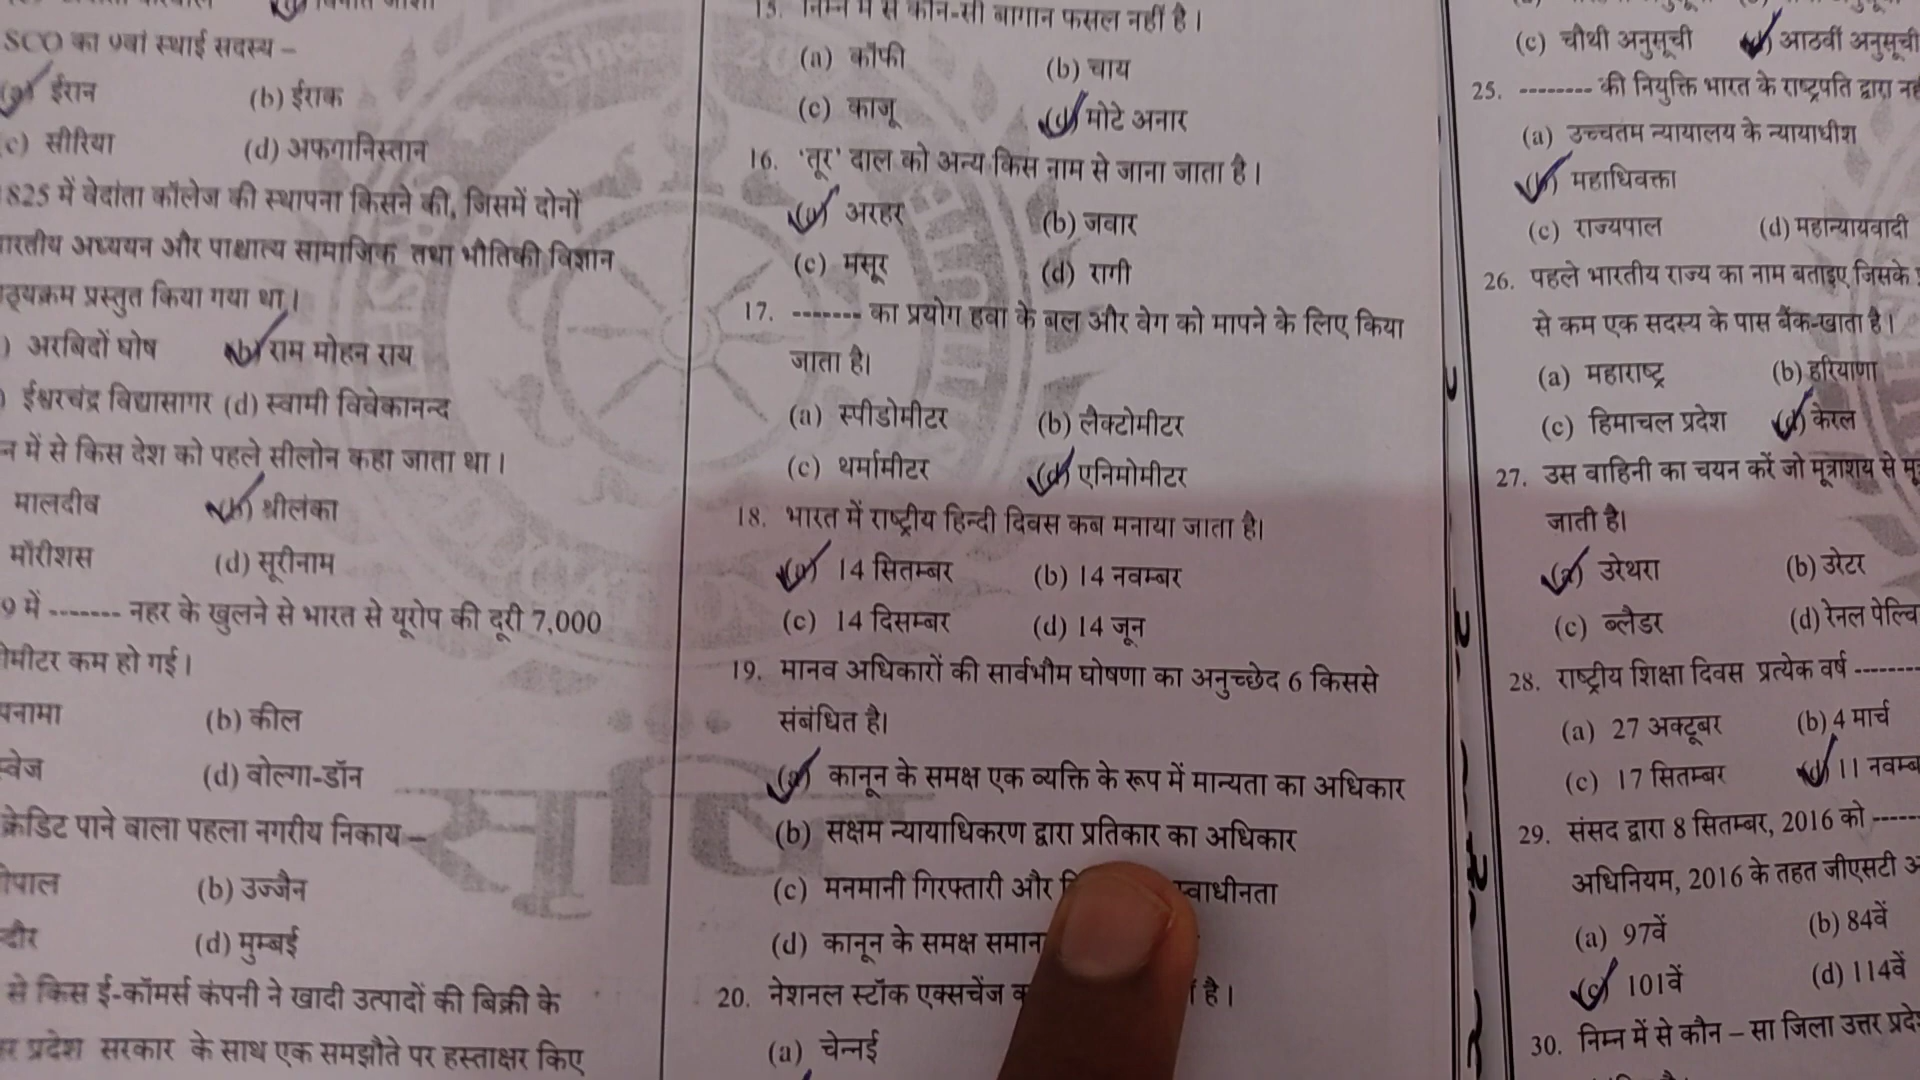 SCO का 9वां स्थाई सदस्य –
(a) ईरान (b) ईराक
(c) सीरिया (d) अफगानिस्तान
825 में वेदांता कॉलेज की स्थापना किसने की, जिसमें दोनों
अध्ययन और पाश्चात्य सामाजिक तथा भौतिकी विज्ञान
प्रस्तुत किया गया था।
) अरबिदों घोष (b) राम मोहन राय
) ईश्वरचंद्र विद्यासागर (d) स्वामी विवेकानन्द
में से किस देश को पहले सीलोन कहा जाता था।
मालदीव (b) श्रीलंका
मॉरीशस (d) सूरीनाम
9 में ------- नहर के खुलने से भारत से यूरोप की दूरी 7,000
कम हो गई।
(b) कील
(d) वोल्गा-डॉन
क्रेडिट पाने वाला पहला नगरीय निकाय –
(b) उज्जैन
(d) मुम्बई
से किस ई-कॉमर्स कंपनी ने खादी उत्पादों की बिक्री के
प्रदेश सरकार के साथ एक समझौते पर हस्ताक्षर किए
15. निम्न में से कौन-सी बागान फसल नहीं है।
(a) कॉफी (b) चाय
(c) काजू (d) मोटे अनार
16. 'तूर' दाल को अन्य किस नाम से जाना जाता है।
(a) अरहर (b) जवार
(c) मसूर (d) रागी
17. ------- का प्रयोग हवा के बल और वेग को मापने के लिए किया
जाता है।
(a) स्पीडोमीटर (b) लैक्टोमीटर
(c) थर्मामीटर (d) एनिमोमीटर
18. भारत में राष्ट्रीय हिन्दी दिवस कब मनाया जाता है।
(a) 14 सितम्बर (b) 14 नवम्बर
(c) 14 दिसम्बर (d) 14 जून
19. मानव अधिकारों की सार्वभौम घोषणा का अनुच्छेद 6 किससे
संबंधित है।
(a) कानून के समक्ष एक व्यक्ति के रूप में मान्यता का अधिकार
(b) सक्षम न्यायाधिकरण द्वारा प्रतिकार का अधिकार
(c) मनमानी गिरफ्तारी और
(d) कानून के समक्ष समान
20. नेशनल स्टॉक एक्सचेंज है।
(a) चेन्नई
(c) चौथी अनुसूची (d) आठवीं अनुसूची
25. -------- की नियुक्ति भारत के राष्ट्रपति द्वारा
(a) उच्चतम न्यायालय के न्यायाधीश
(b) महाधिवक्ता
(c) राज्यपाल (d) महान्यायवादी
26. पहले भारतीय राज्य का नाम बताइए जिसके
से कम एक सदस्य के पास बैंक-खाता है।
(a) महाराष्ट्र (b) हरियाणा
(c) हिमाचल प्रदेश (d) केरल
27. उस वाहिनी का चयन करें जो मूत्राशय से
जाती है।
(a) उरेथरा (b) उरेटर
(c) ब्लैडर (d) रेनल
28. राष्ट्रीय शिक्षा दिवस प्रत्येक वर्ष --------
(a) 27 अक्टूबर (b) 4 मार्च
(c) 17 सितम्बर (d) 11
29. संसद द्वारा 8 सितम्बर, 2016 को ------
अधिनियम, 2016 के तहत जीएसटी
(a) 97वें (b) 84वें
(c) 101वें (d) 114वें
30. निम्न में से कौन – सा जिला उत्तर
सृष्टि